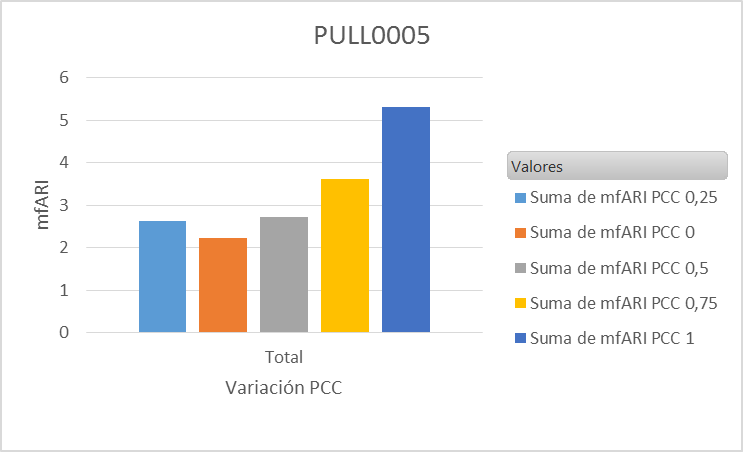 PULL0005
6
5
4
3
2
1
0
mfARI
Total
Variación PCC
Valores
Suma de mfARI PCC 0,25
Suma de mfARI PCC 0
Suma de mfARI PCC 0,5
Suma de mfARI PCC 0,75
Suma de mfARI PCC 1